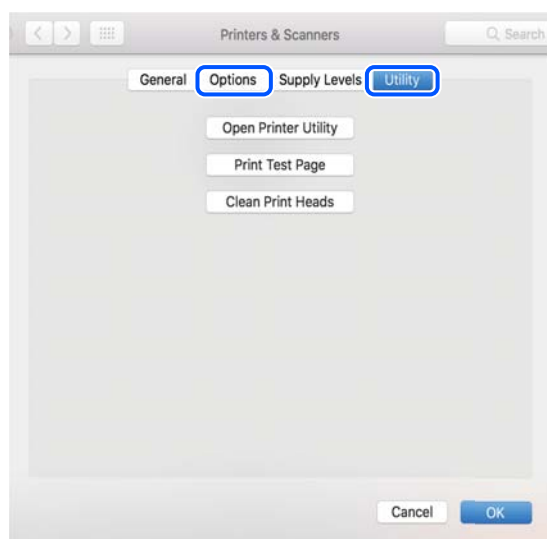 Printers & Scanners Search
General Options Supply Levels Utility
Open Printer Utility
Print Test Page
Clean Print Heads
Cancel OK